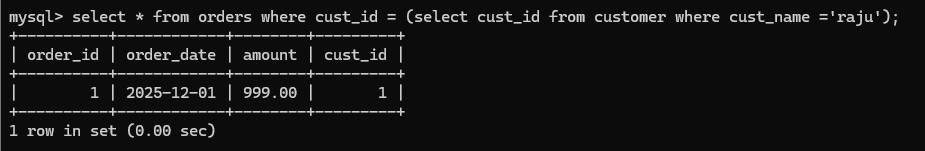 mysql> select * from orders where cust_id = (select cust_id from customer where cust_name ='raju');
+----------+------------+--------+---------+
| order_id | order_date | amount | cust_id |
+----------+------------+--------+---------+
|        1 | 2025-12-01 | 999.00 |       1 |
+----------+------------+--------+---------+
1 row in set (0.00 sec)